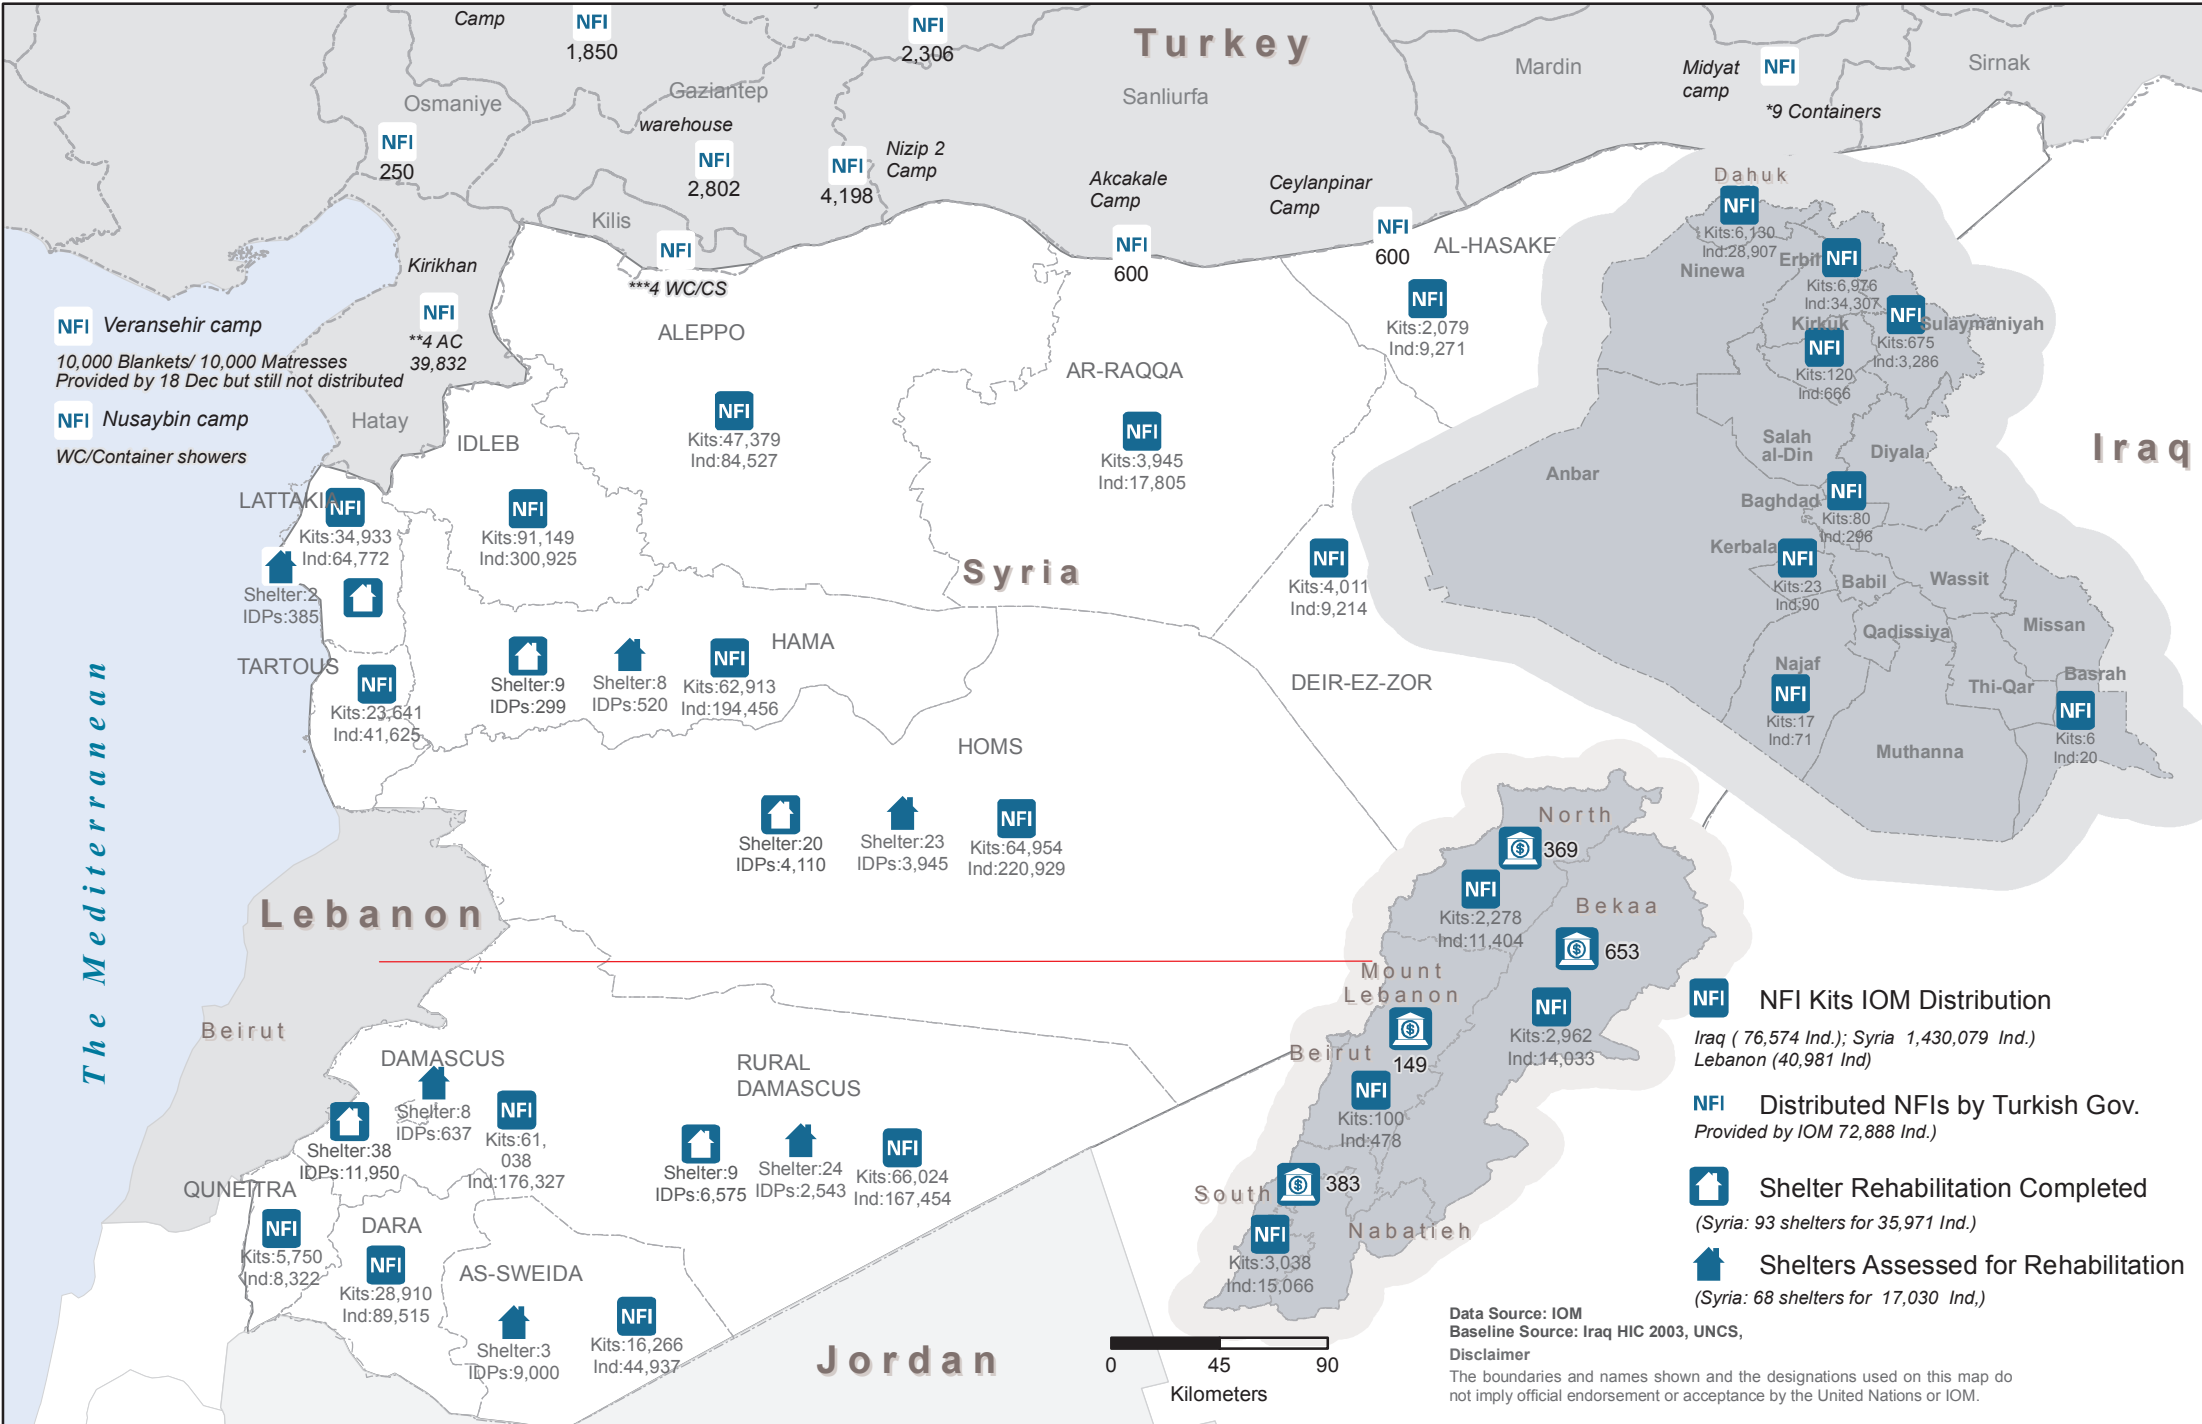 Camp
NFI
1,850
NFI
2,306
Turkey
Mardin
Midyat
camp
NFI
*9 Containers
Sirnak
Osmaniye
Gaziantep
Sanliurfa
warehouse
NFI
250
NFI
2,802
NFI
4,198
Nizip 2
Camp
Akcakale
Camp
NFI
600
Ceylanpinar
Camp
NFI
600
Kilis
NFI
***4 WC/CS
Kirikhan
NFI
**4 AC
39,832
Hatay
NFI
Veransehir camp
10,000 Blankets/ 10,000 Matresses
Provided by 18 Dec but still not distributed
NFI
Nusaybin camp
WC/Container showers
The Mediterranean
Syria
ALEPPO
NFI
Kits:47,379
Ind:84,527
AR-RAQQA
NFI
Kits:3,945
Ind:17,805
AL-HASAKE
NFI
Kits:2,079
Ind:9,271
IDLEB
NFI
Kits:91,149
Ind:300,925
LATTAKIA
NFI
Kits:34,933
Ind:64,772
Shelter:2
IDPs:385
TARTOUS
NFI
Kits:23,641
Ind:41,625
HAMA
Shelter:9
IDPs:299
Shelter:8
IDPs:520
NFI
Kits:62,913
Ind:194,456
NFI
Kits:4,011
Ind:9,214
DEIR-EZ-ZOR
HOMS
Shelter:20
IDPs:4,110
Shelter:23
IDPs:3,945
NFI
Kits:64,954
Ind:220,929
Lebanon
Beirut
DAMASCUS
Shelter:38
IDPs:11,950
Shelter:8
IDPs:637
NFI
Kits:61,
038
Ind:176,327
RURAL
DAMASCUS
Shelter:9
IDPs:6,575
Shelter:24
IDPs:2,543
NFI
Kits:66,024
Ind:167,454
QUNEITRA
NFI
Kits:5,750
Ind:8,322
DARA
NFI
Kits:28,910
Ind:89,515
AS-SWEIDA
Shelter:3
IDPs:9,000
NFI
Kits:16,266
Ind:44,937
Jordan
Iraq
Dahuk
NFI
Kits:6,130
Ind:28,907
Ninewa
Erbil
NFI
Kits:6,976
Ind:34,307
Kirkuk
NFI
Kits:120
Ind:666
NFI
Sulaymaniyah
Kits:675
Ind:3,286
Salah
al-Din
Diyala
Anbar
Baghdad
NFI
Kits:80
Ind:296
Kerbala
NFI
Kits:23
Ind:90
Babil
Wassit
Qadissiya
Missan
Najaf
NFI
Kits:17
Ind:71
Thi-Qar
Basrah
NFI
Kits:6
Ind:20
Muthanna
North
369
NFI
Kits:2,278
Ind:11,404
Bekaa
653
NFI
Kits:2,962
Ind:14,033
Mount
Lebanon
149
Beirut
NFI
Kits:100
Ind:478
South
383
NFI
Kits:3,038
Ind:15,066
Nabatieh
NFI
NFI Kits IOM Distribution
Iraq ( 76,574 Ind.); Syria 1,430,079 Ind.)
Lebanon (40,981 Ind)
NFI
Distributed NFIs by Turkish Gov.
Provided by IOM 72,888 Ind.)
Shelter Rehabilitation Completed
(Syria: 93 shelters for 35,971 Ind.)
Shelters Assessed for Rehabilitation
(Syria: 68 shelters for 17,030 Ind,)
Data Source: IOM
Baseline Source: Iraq HIC 2003, UNCS,
Disclaimer
The boundaries and names shown and the designations used on this map do
not imply official endorsement or acceptance by the United Nations or IOM.
0 45 90
Kilometers